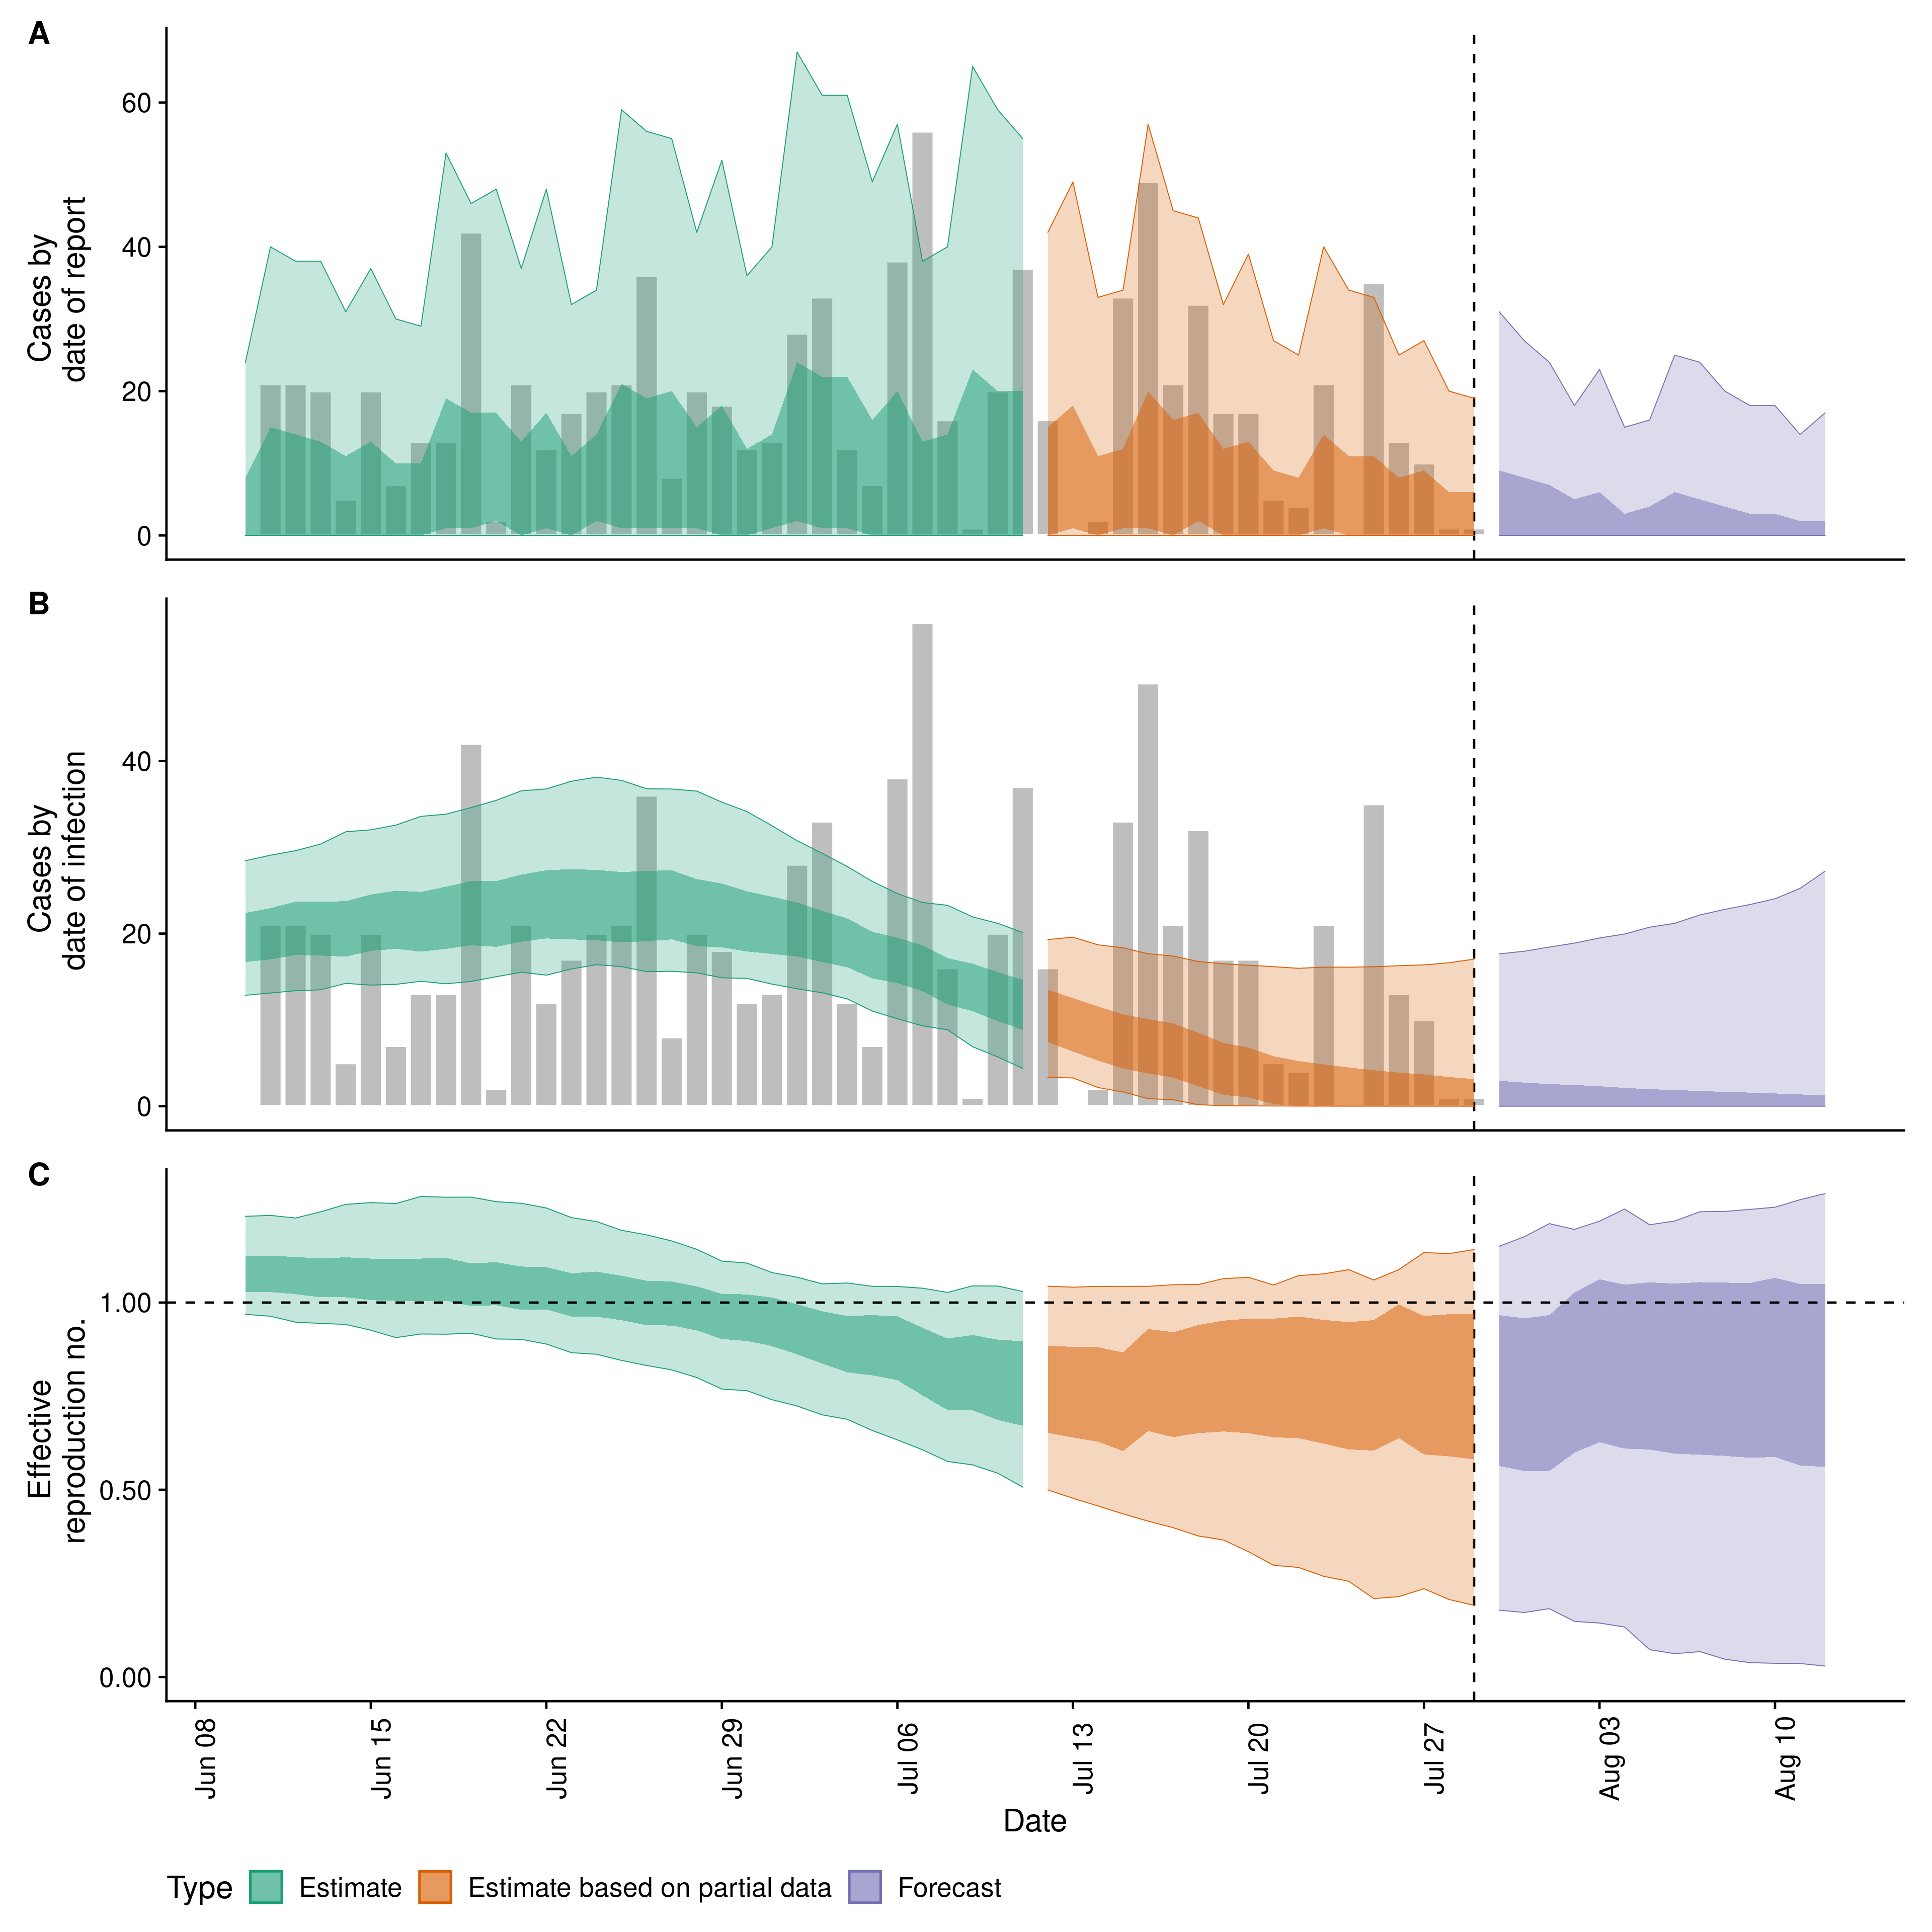 A
Cases by
date of report
60
40
20
0
B
Cases by
date of infection
40
20
0
C
Effective
reproduction no.
1.00
0.50
0.00
Jun 08
Jun 15
Jun 22
Jun 29
Jul 06
Jul 13
Jul 20
Jul 27
Aug 03
Aug 10
Date
Type Estimate Estimate based on partial data Forecast